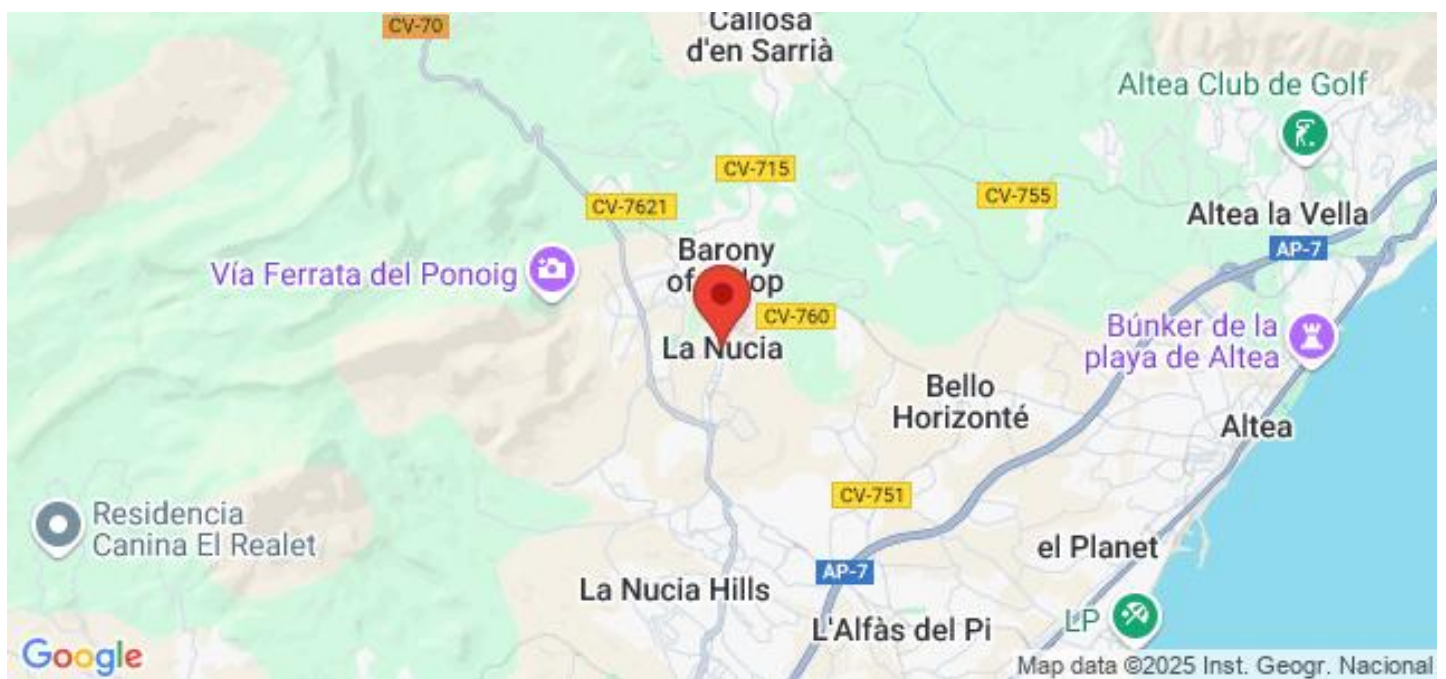 Callosa
d'en Sarrià
CV-70
Altea Club de Golf
CV-715
CV-755
CV-7621
Altea la Vella
Barony
AP-7
Vía Ferrata del Ponoig
CV-760
Búnker de la
playa de Altea
La Nucia
Bello
Horizonté
Altea
CV-751
Residencia
Canina El Realet
el Planet
AP-7
La Nucia Hills
L'Alfàs del Pi
LP
Google
Map data ©2025 Inst. Geogr. Nacional